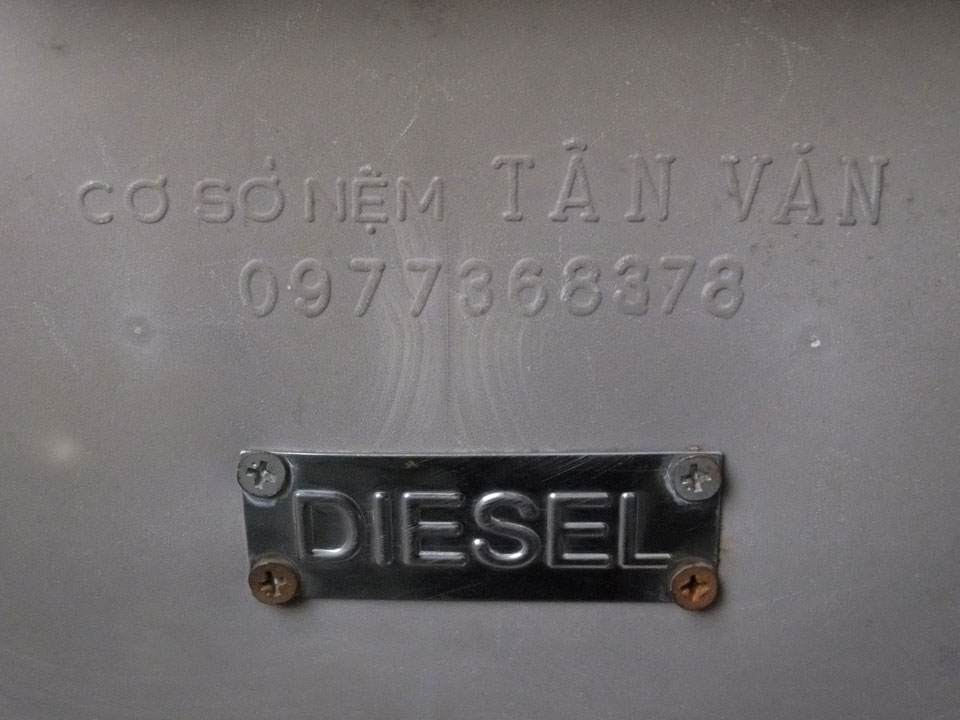 CƠ SỞ NỆM TÂN VĂN
0977368378
DIESEL